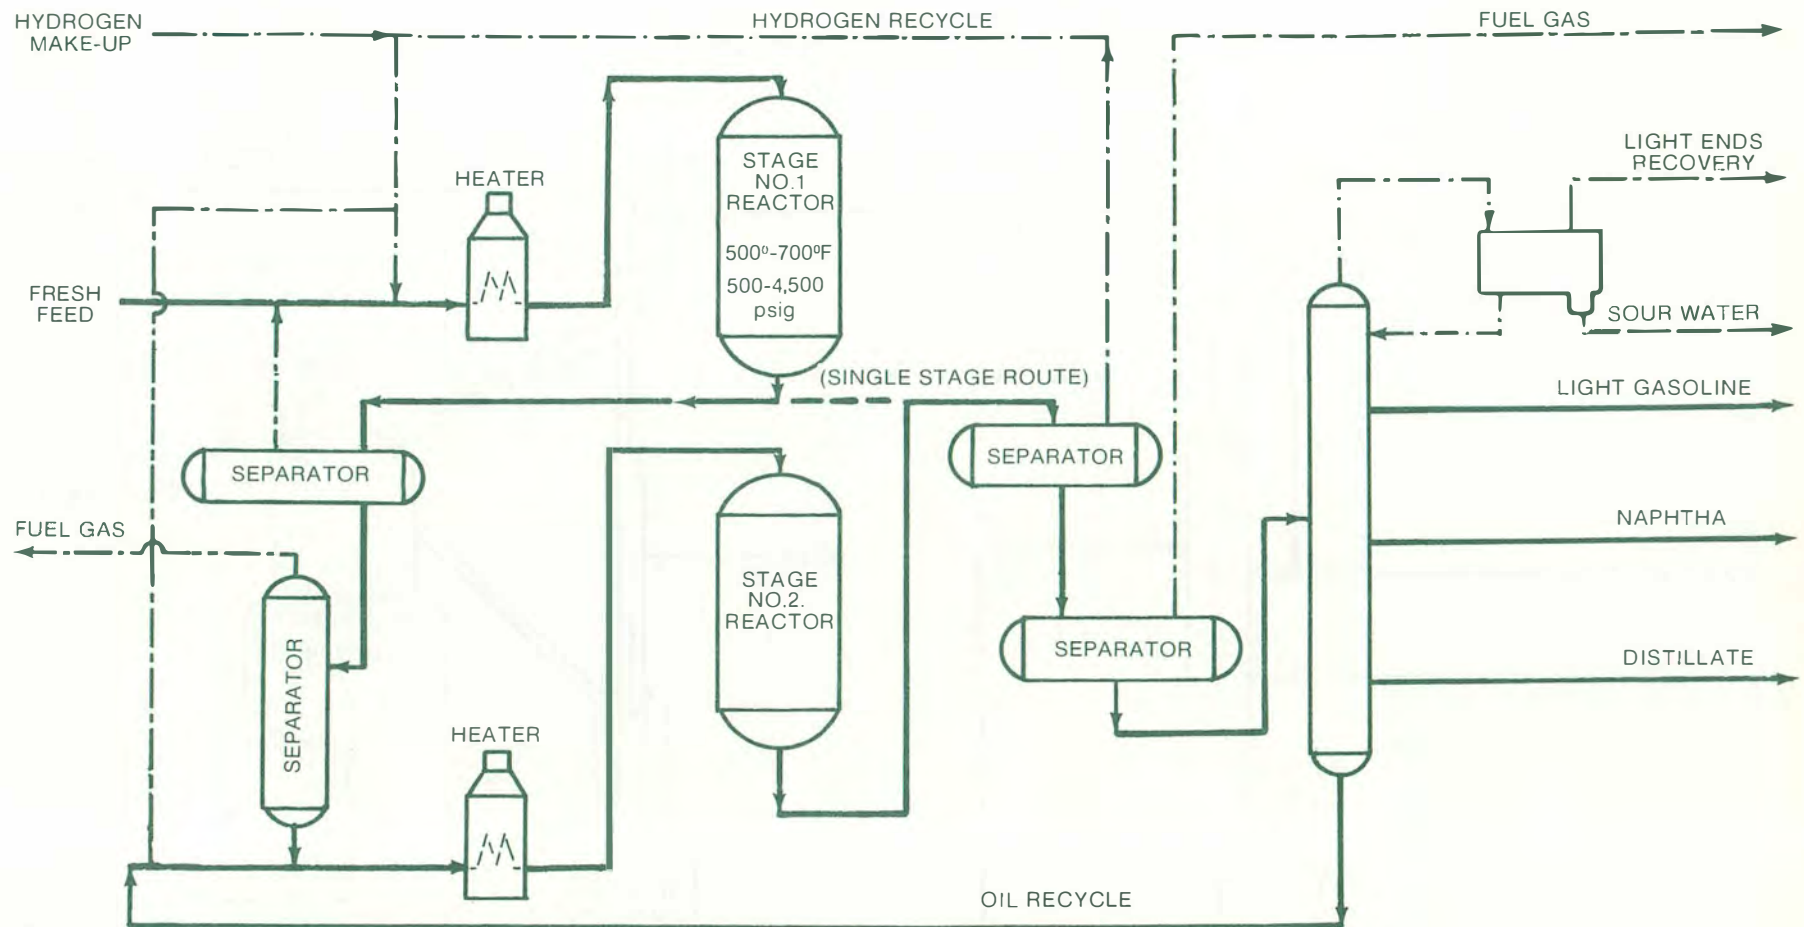 HYDROGEN
MAKE-UP
HYDROGEN RECYCLE
FUEL GAS
LIGHT ENDS
RECOVERY
HEATER
STAGE
NO.1
REACTOR
500º-700ºF
500-4,500
psig
FRESH
FEED
SOUR WATER
(SINGLE STAGE ROUTE)
LIGHT GASOLINE
SEPARATOR
SEPARATOR
FUEL GAS
NAPHTHA
STAGE
NO.2.
REACTOR
SEPARATOR
SEPARATOR
DISTILLATE
HEATER
OIL RECYCLE